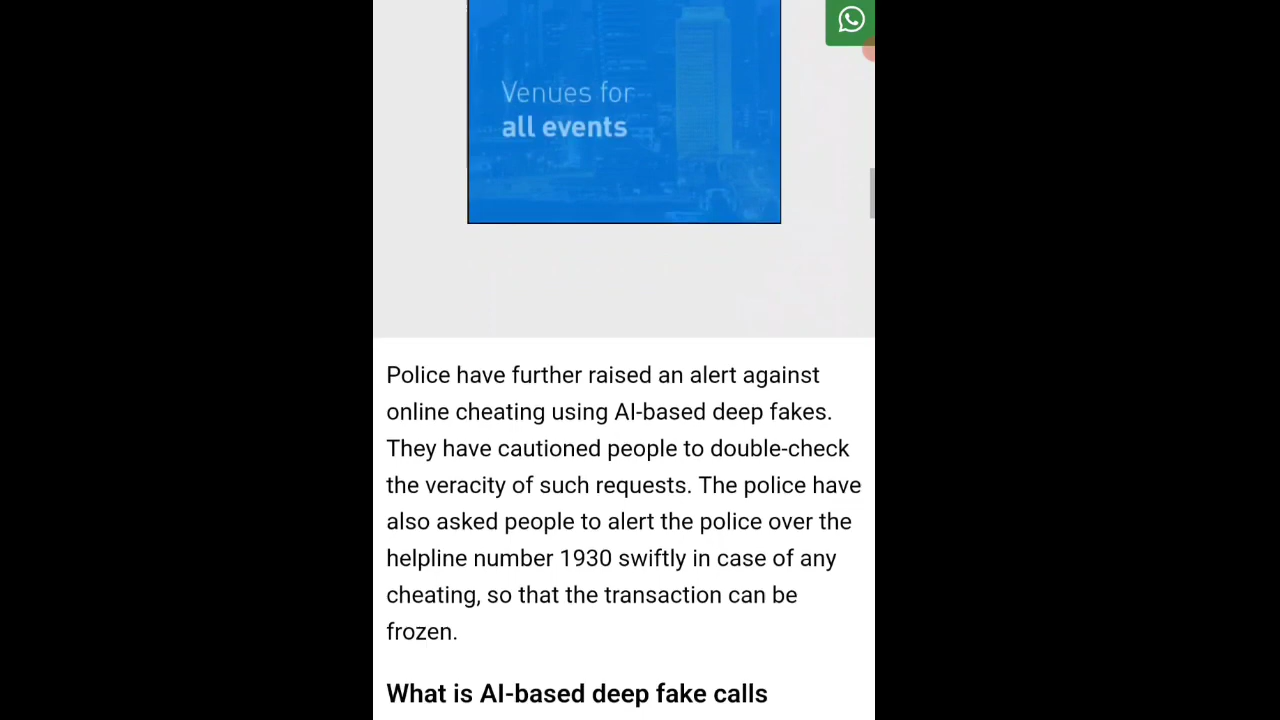 Venues for
all events
Police have further raised an alert against
online cheating using AI-based deep fakes.
They have cautioned people to double-check
the veracity of such requests. The police have
also asked people to alert the police over the
helpline number 1930 swiftly in case of any
cheating, so that the transaction can be
frozen.
What is AI-based deep fake calls